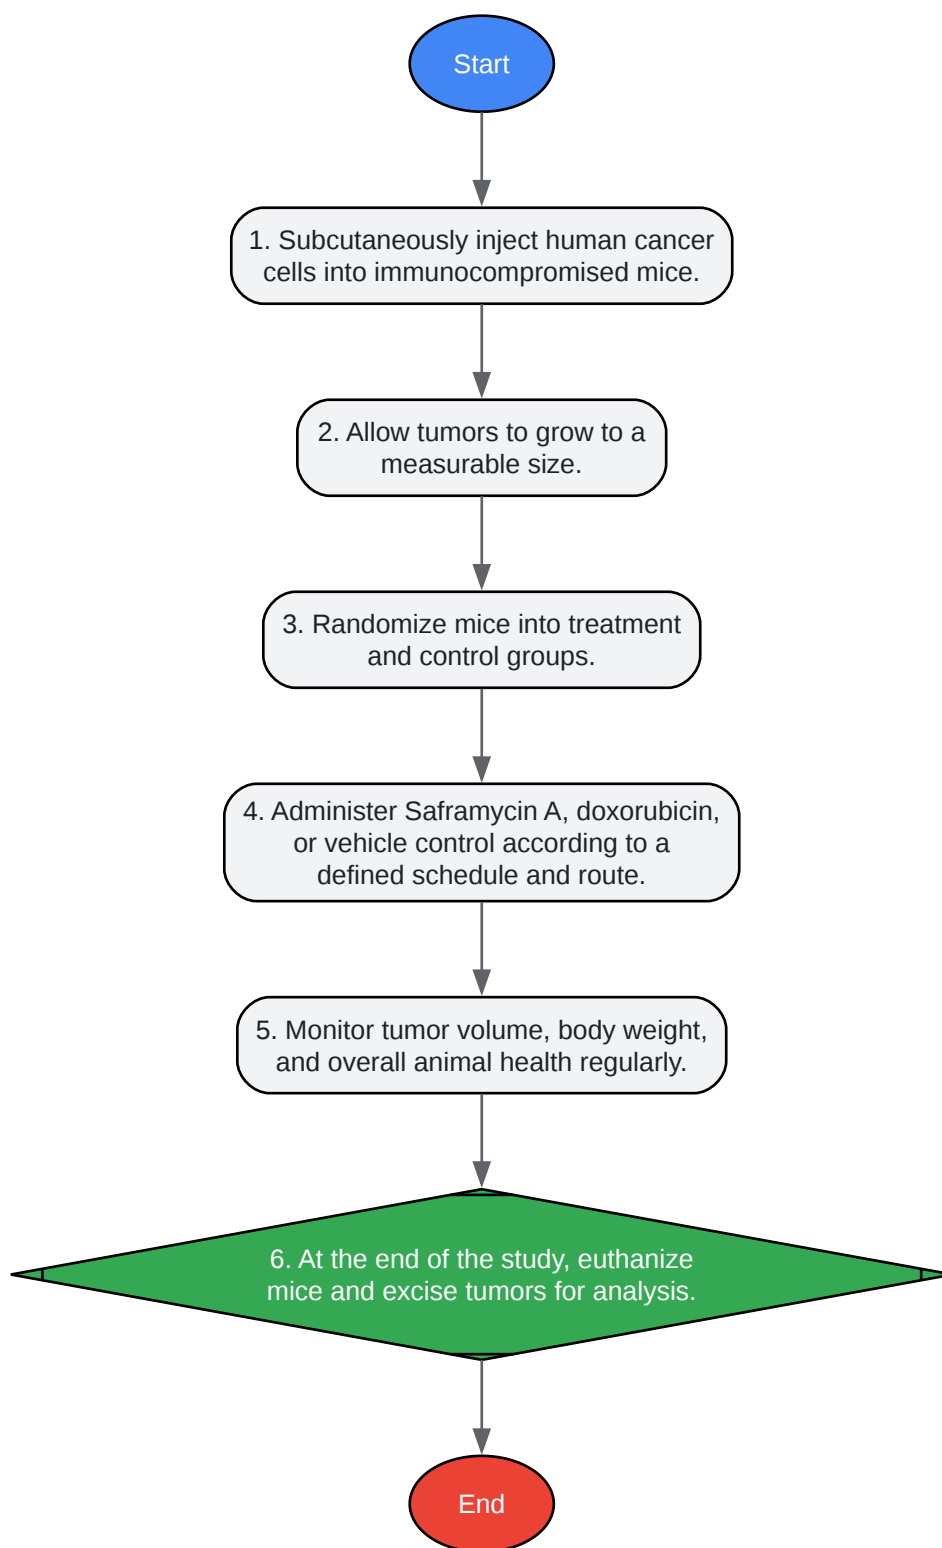 Start
1. Subcutaneously inject human cancer
cells into immunocompromised mice.
2. Allow tumors to grow to a
measurable size.
3. Randomize mice into treatment
and control groups.
4. Administer Saframycin A, doxorubicin,
or vehicle control according to a
defined schedule and route.
5. Monitor tumor volume, body weight,
and overall animal health regularly.
6. At the end of the study, euthanize
mice and excise tumors for analysis.
End